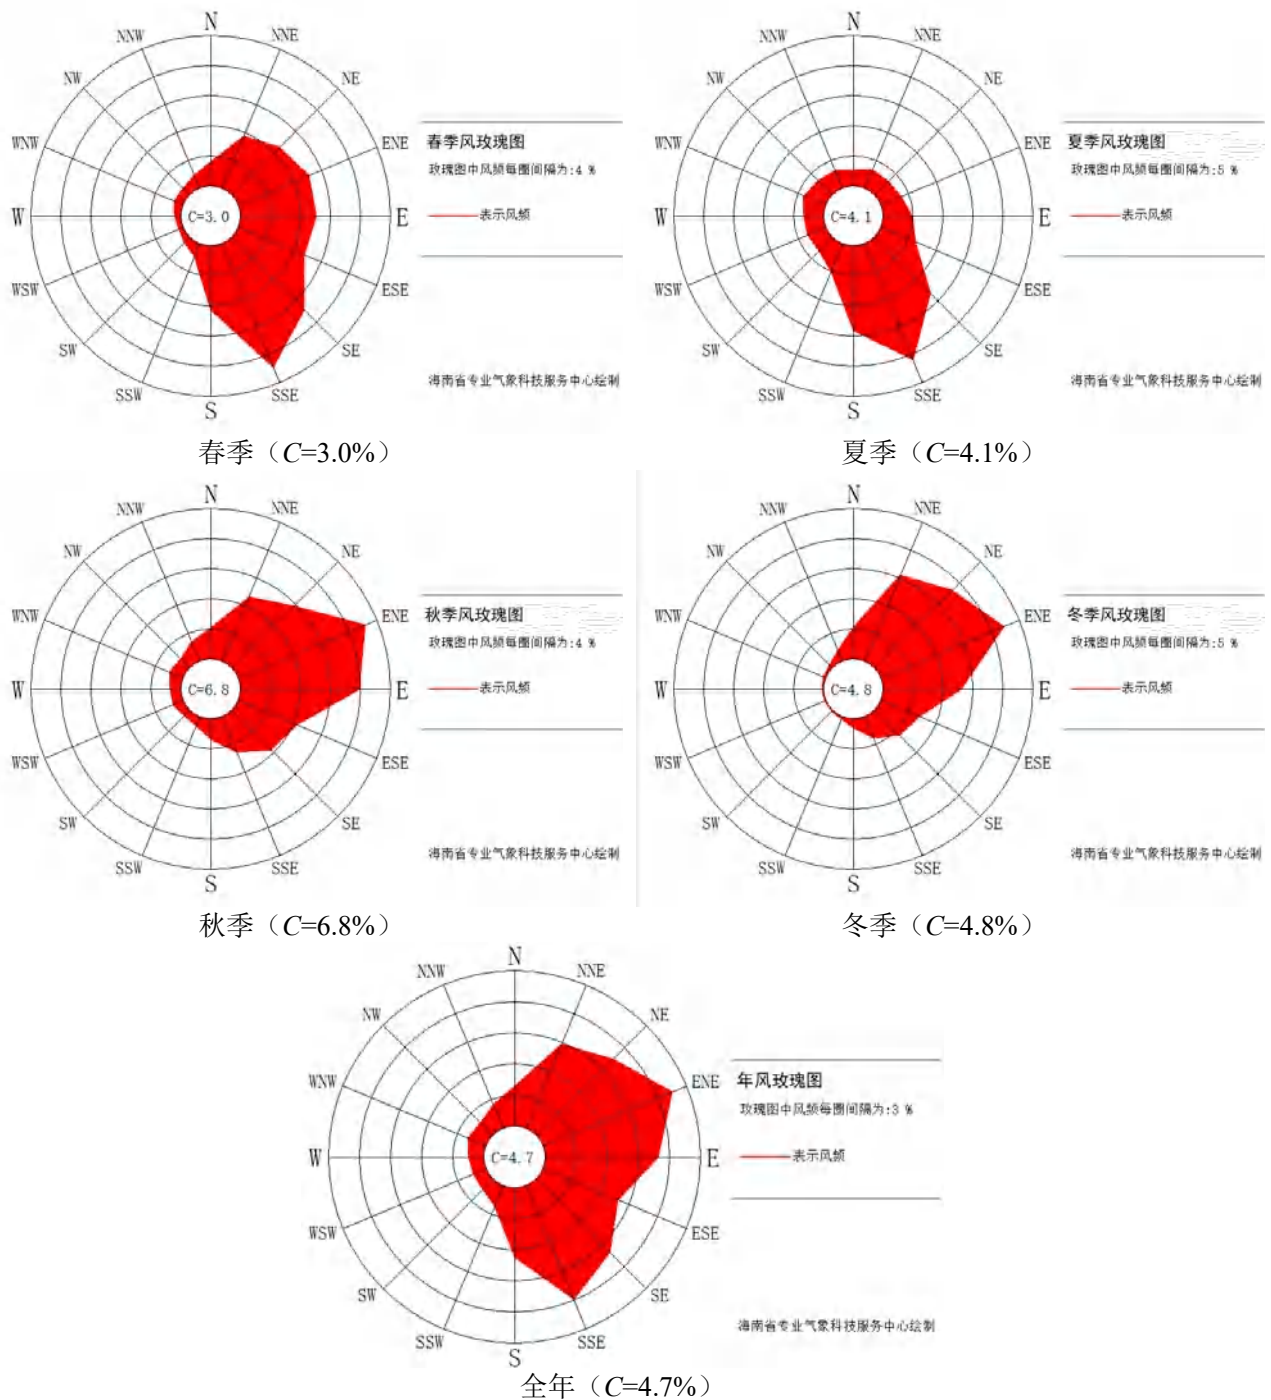 N
NNW
NNE
NW
NE
WNW
ENE
春季风玫瑰图
玫瑰图中风频每圈间隔为:4 %
W
C=3.0
E
表示风频
WSW
ESE
SW
SE
SSW
SSE
海南省专业气象科技服务中心绘制
S
春季（C=3.0%）
N
NNW
NNE
NW
NE
WNW
ENE
夏季风玫瑰图
玫瑰图中风频每圈间隔为:5 %
W
C=4.1
E
表示风频
WSW
ESE
SW
SE
SSW
SSE
海南省专业气象科技服务中心绘制
S
夏季（C=4.1%）
N
NNW
NNE
NW
NE
WNW
ENE
秋季风玫瑰图
玫瑰图中风频每圈间隔为:4 %
W
C=6.8
E
表示风频
WSW
ESE
SW
SE
SSW
SSE
海南省专业气象科技服务中心绘制
S
秋季（C=6.8%）
N
NNW
NNE
NW
NE
WNW
ENE
冬季风玫瑰图
玫瑰图中风频每圈间隔为:5 %
W
C=4.8
E
表示风频
WSW
ESE
SW
SE
SSW
SSE
海南省专业气象科技服务中心绘制
S
冬季（C=4.8%）
N
NNW
NNE
NW
NE
WNW
ENE
年风玫瑰图
玫瑰图中风频每圈间隔为:3 %
W
C=4.7
E
表示风频
WSW
ESE
SW
SE
SSW
SSE
海南省专业气象科技服务中心绘制
S
全年（C=4.7%）